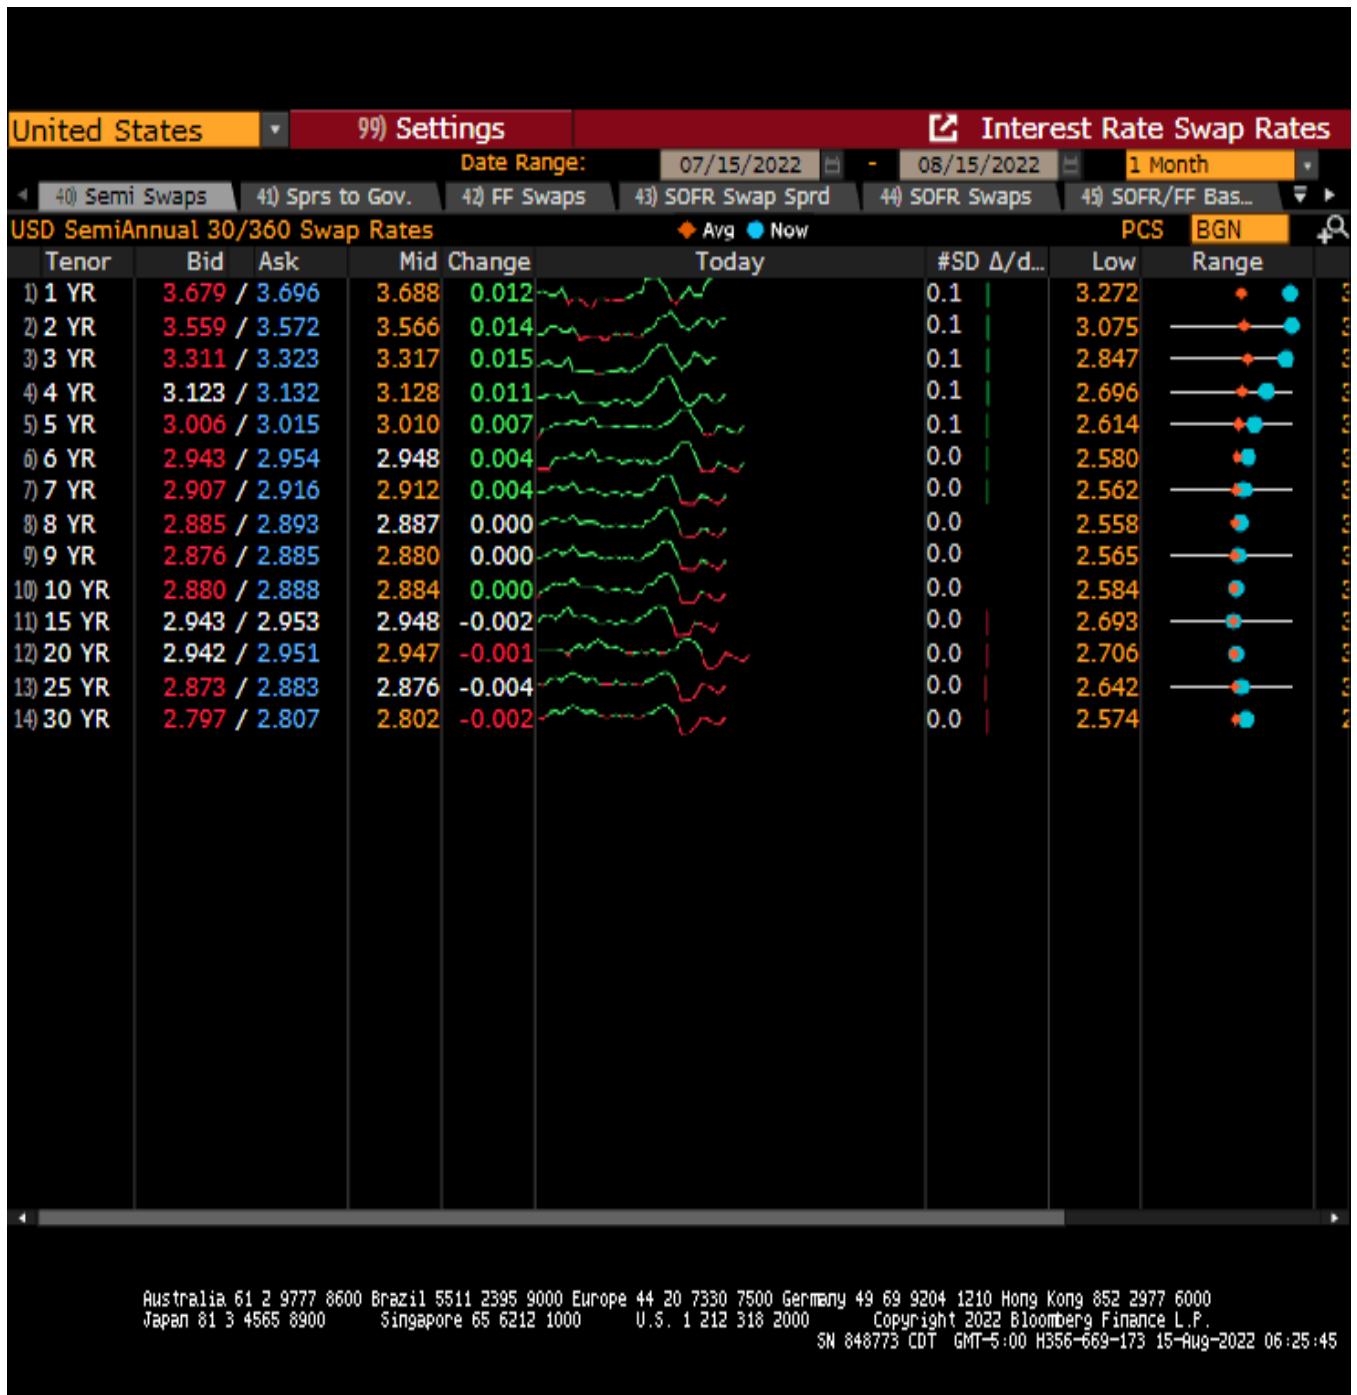 United States 99) Settings Interest Rate Swap Rates
Date Range: 07/15/2022 - 08/15/2022 1 Month
40) Semi Swaps 41) Sprs to Gov. 42) FF Swaps 43) SOFR Swap Sprd 44) SOFR Swaps 45) SOFR/FF Bas...
USD SemiAnnual 30/360 Swap Rates Avg Now PCS BGN
Tenor Bid Ask Mid Change Today #SD Δ/d... Low Range
1) 1 YR 3.679 / 3.696 3.688 0.012 0.1 3.272
2) 2 YR 3.559 / 3.572 3.566 0.014 0.1 3.075
3) 3 YR 3.311 / 3.323 3.317 0.015 0.1 2.847
4) 4 YR 3.123 / 3.132 3.128 0.011 0.1 2.696
5) 5 YR 3.006 / 3.015 3.010 0.007 0.1 2.614
6) 6 YR 2.943 / 2.954 2.948 0.004 0.0 2.580
7) 7 YR 2.907 / 2.916 2.912 0.004 0.0 2.562
8) 8 YR 2.885 / 2.893 2.887 0.000 0.0 2.558
9) 9 YR 2.876 / 2.885 2.880 0.000 0.0 2.565
10) 10 YR 2.880 / 2.888 2.884 0.000 0.0 2.584
11) 15 YR 2.943 / 2.953 2.948 -0.002 0.0 2.693
12) 20 YR 2.942 / 2.951 2.947 -0.001 0.0 2.706
13) 25 YR 2.873 / 2.883 2.876 -0.004 0.0 2.642
14) 30 YR 2.797 / 2.807 2.802 -0.002 0.0 2.574
Australia 61 2 9777 8600 Brazil 5511 2395 9000 Europe 44 20 7330 7500 Germany 49 69 9204 1210 Hong Kong 852 2977 6000
Japan 81 3 4565 8900 Singapore 65 6212 1000 U.S. 1 212 318 2000 Copyright 2022 Bloomberg Finance L.P.
SN 848773 CDT GMT-5:00 H356-669-173 15-Aug-2022 06:25:45